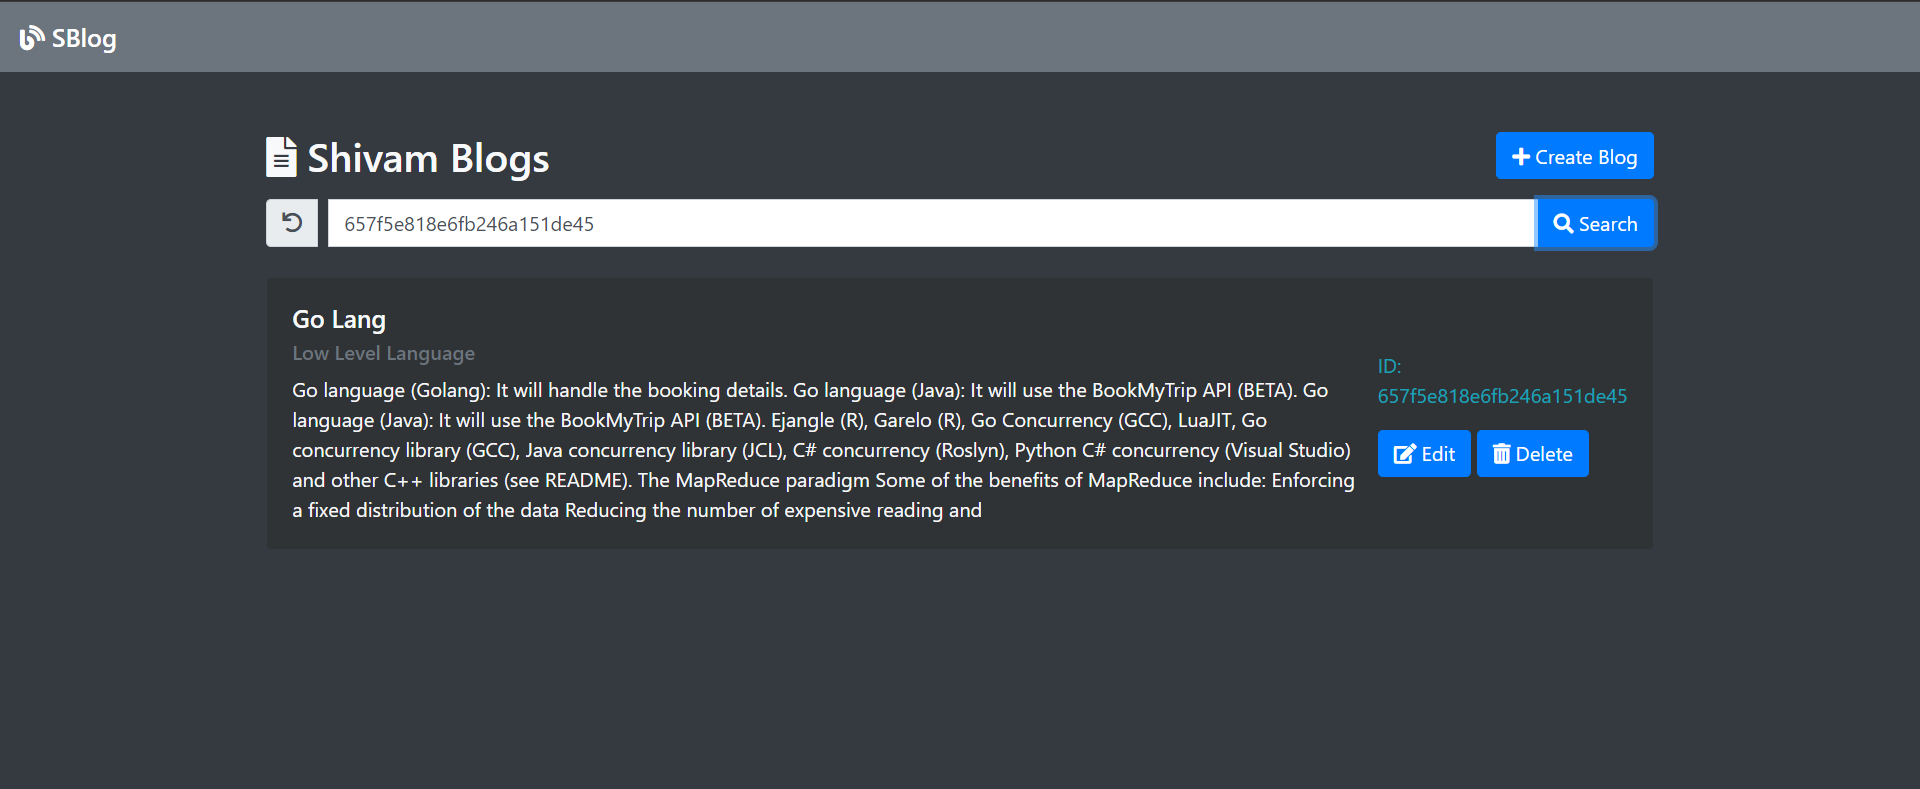 SBlog
Shivam Blogs
Create Blog
657f5e818e6fb246a151de45
Search
Go Lang
Low Level Language
Go language (Golang): It will handle the booking details. Go language (Java): It will use the BookMyTrip API (BETA). Go
language (Java): It will use the BookMyTrip API (BETA). Ejangle (R), Garelo (R), Go Concurrency (GCC), LuaJIT, Go
concurrency library (GCC), Java concurrency library (JCL), C# concurrency (Roslyn), Python C# concurrency (Visual Studio)
and other C++ libraries (see README). The MapReduce paradigm Some of the benefits of MapReduce include: Enforcing
a fixed distribution of the data Reducing the number of expensive reading and
ID:
657f5e818e6fb246a151de45
Edit
Delete